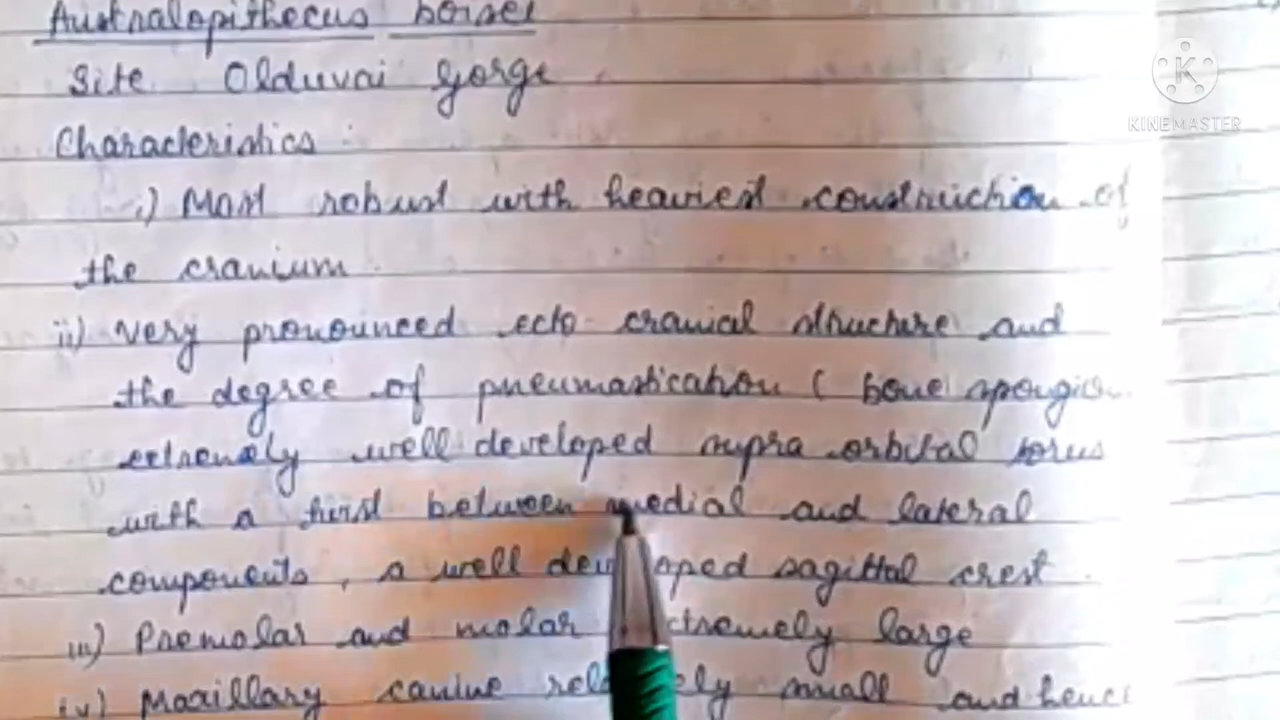 Australopithecus boisei
Site Olduvai Gorge
Characteristics :
i) Most robust with heaviest construction of
the cranium.
ii) very pronounced ecto cranial structure and
the degree of pneumastication ( bone
extremely well developed supra orbital torus
with a twist between medial and lateral
components, a well developed sagittal crest.
iii) Premolar and molar extremely large
iv) Maxillary canine relatively small and hence
KINEMASTER